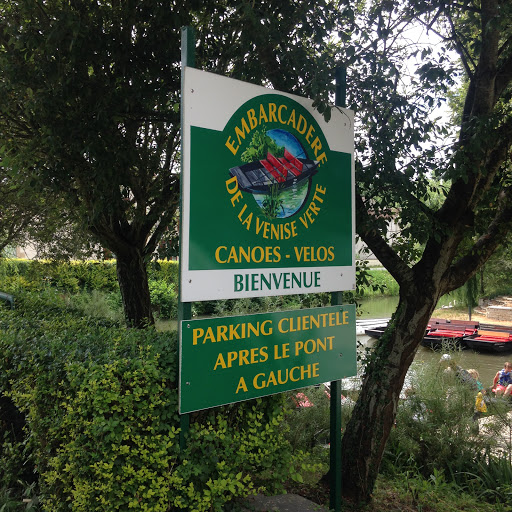 EMBARCADERE
DE LA VENISE VERTE
CANOES - VELOS
BIENVENUE
PARKING CLIENTELE
APRES LE PONT
A GAUCHE